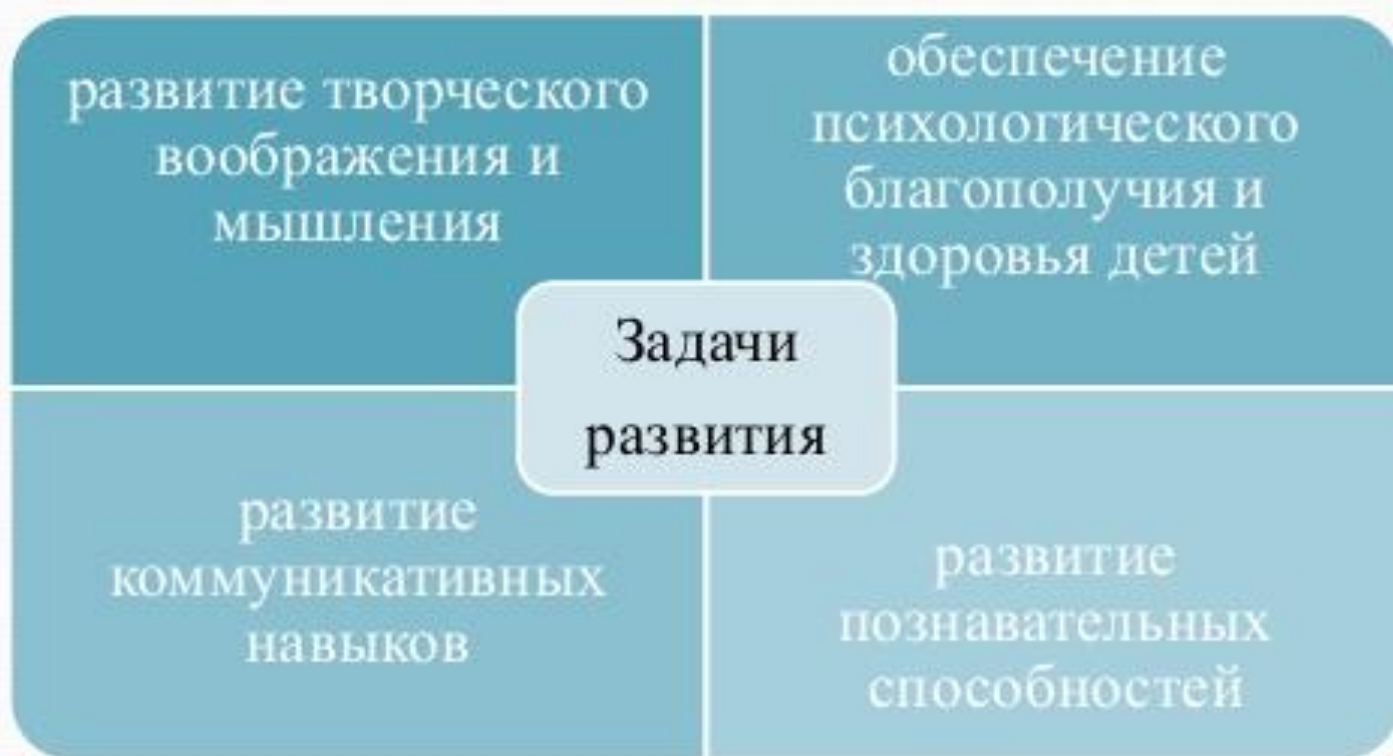 развитие творческого
воображения и
мышления
обеспечение
психологического
благополучия и
здоровья детей
Задачи
развития
развитие
коммуникативных
навыков
развитие
познавательных
способностей